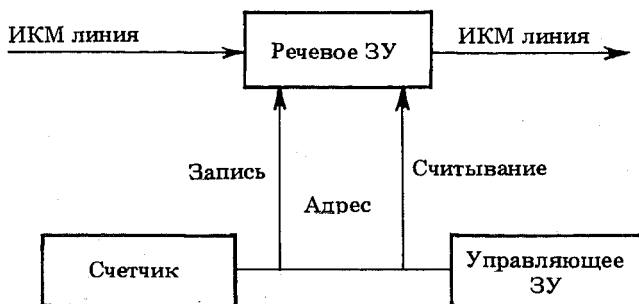 ИКМ линия
Речевое ЗУ
ИКМ линия
Запись
Считывание
Адрес
Счетчик
Управляющее
ЗУ